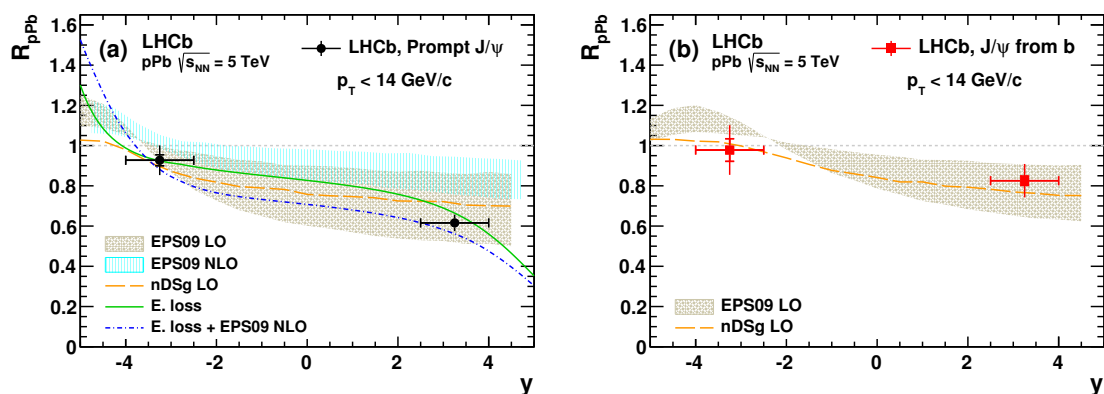 R_pPb
1.6
1.4
1.2
1
0.8
0.6
0.4
0.2
0
(a)
LHCb
pPb √s_NN = 5 TeV
LHCb, Prompt J/ψ
p_T < 14 GeV/c
EPS09 LO
EPS09 NLO
nDSg LO
E. loss
E. loss + EPS09 NLO
-4 -2 0 2 4
y
R_pPb
1.6
1.4
1.2
1
0.8
0.6
0.4
0.2
0
(b)
LHCb
pPb √s_NN = 5 TeV
LHCb, J/ψ from b
p_T < 14 GeV/c
EPS09 LO
nDSg LO
-4 -2 0 2 4
y